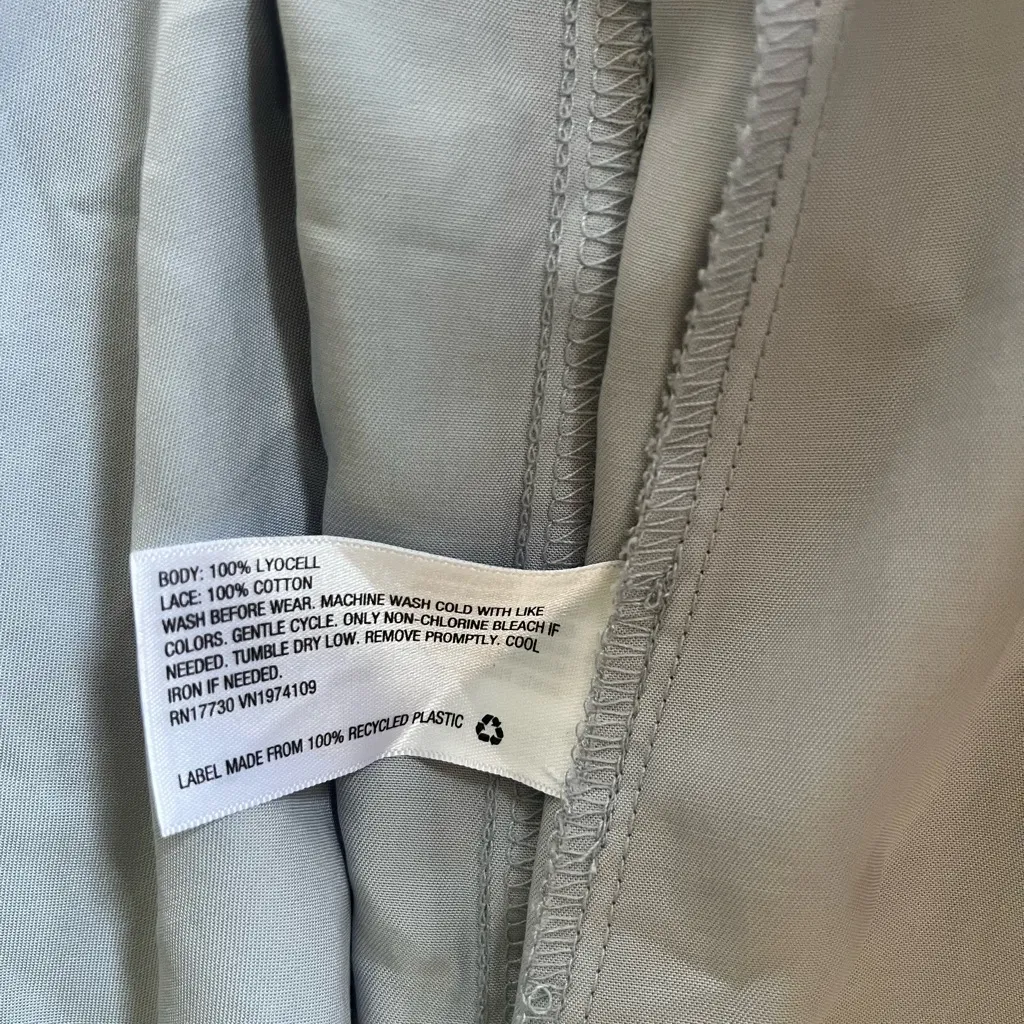 BODY: 100% LYOCELL
LACE: 100% COTTON
WASH BEFORE WEAR. MACHINE WASH COLD WITH LIKE
COLORS. GENTLE CYCLE. ONLY NON-CHLORINE BLEACH IF
NEEDED. TUMBLE DRY LOW. REMOVE PROMPTLY. COOL
IRON IF NEEDED.
RN17730 VN1974109
LABEL MADE FROM 100% RECYCLED PLASTIC